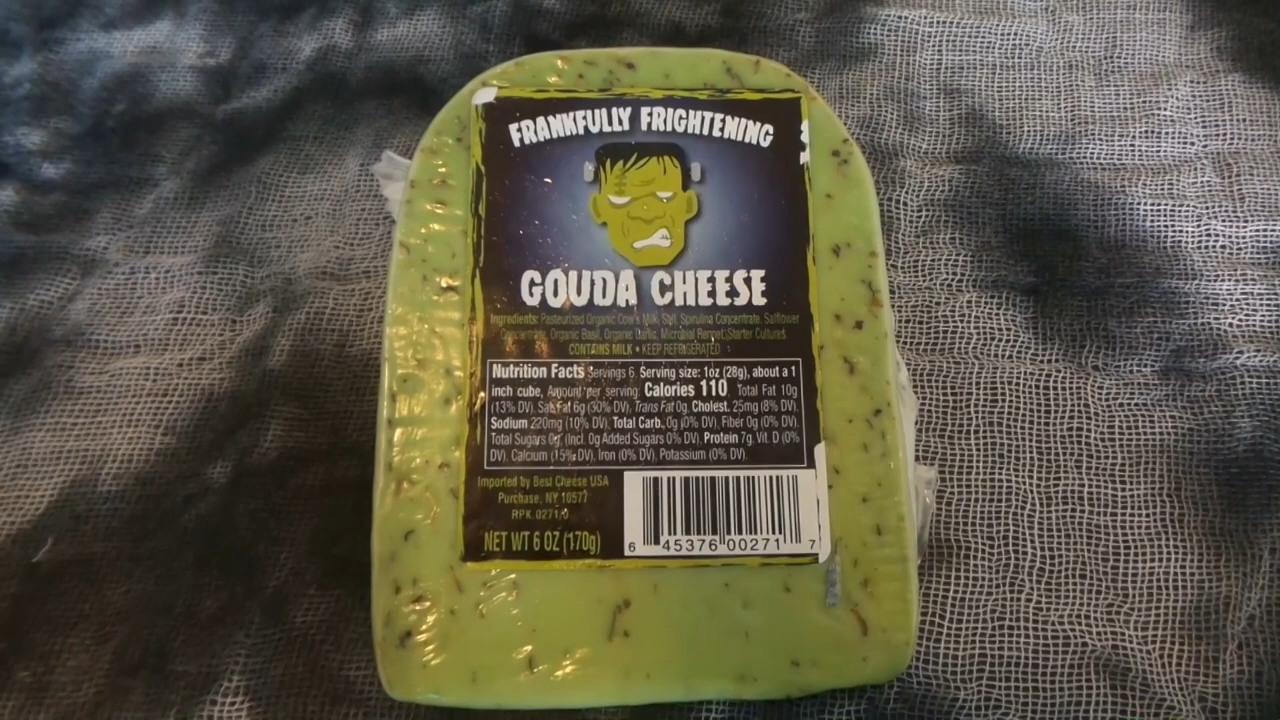 FRANKFULLY FRIGHTENING
GOUDA CHEESE
Ingredients: Pasteurized Organic Cow's Milk, Salt, Spirulina Concentrate, Safflower
Concentrate, Organic Basil, Organic Garlic, Microbial Rennet, Starter Cultures.
CONTAINS MILK • KEEP REFRIGERATED
Nutrition Facts Servings 6, Serving size: 1oz (28g), about a 1
inch cube, Amount per serving: Calories 110, Total Fat 10g
(13% DV), Sat. Fat 6g (30% DV), Trans Fat 0g, Cholest. 25mg (8% DV),
Sodium 220mg (10% DV), Total Carb. 0g (0% DV), Fiber 0g (0% DV),
Total Sugars 0g, (Incl. 0g Added Sugars 0% DV), Protein 7g, Vit. D (0%
DV), Calcium (15% DV), Iron (0% DV), Potassium (0% DV).
Imported by Best Cheese USA
Purchase, NY 10577
RPK
NET WT 6 OZ (170g)
6 45376 00271 7